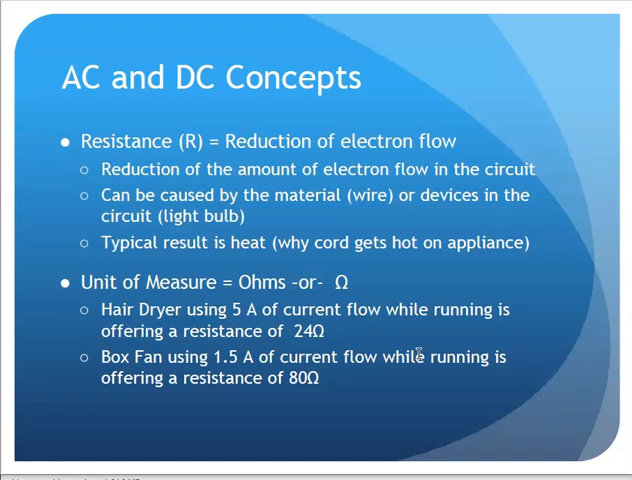 AC and DC Concepts
Resistance (R) = Reduction of electron flow
Reduction of the amount of electron flow in the circuit
Can be caused by the material (wire) or devices in the
circuit (light bulb)
Typical result is heat (why cord gets hot on appliance)
Unit of Measure = Ohms –or- Ω
Hair Dryer using 5 A of current flow while running is
offering a resistance of 24Ω
Box Fan using 1.5 A of current flow while running is
offering a resistance of 80Ω